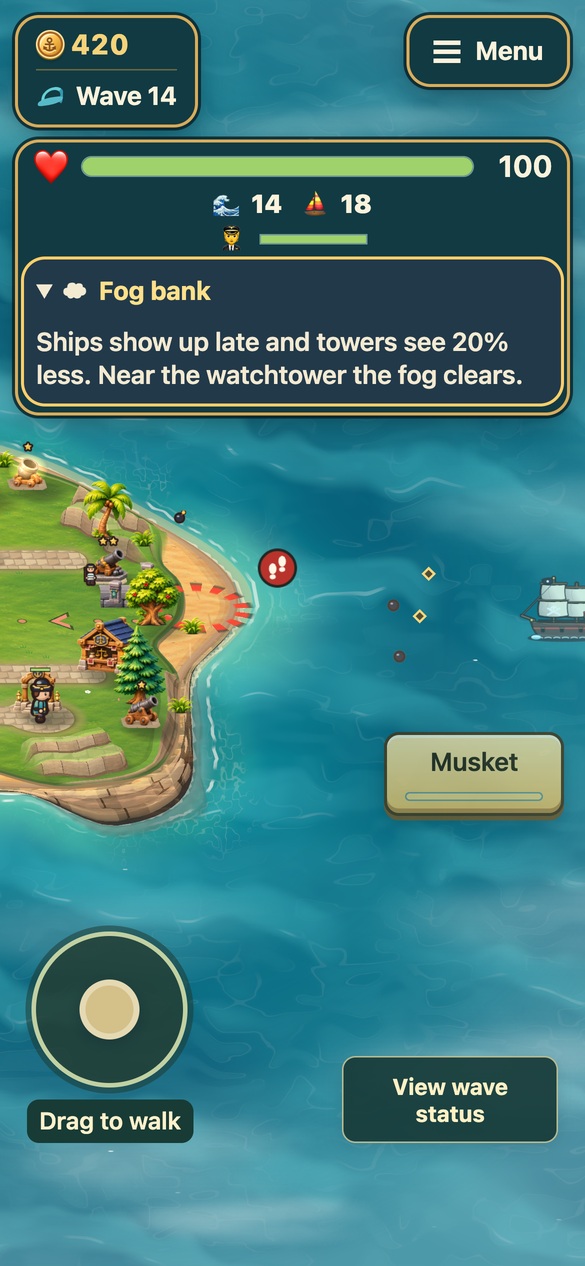 420
Menu
Wave 14
100
14 18
Fog bank
Ships show up late and towers see 20%
less. Near the watchtower the fog clears.
Musket
View wave
status
Drag to walk